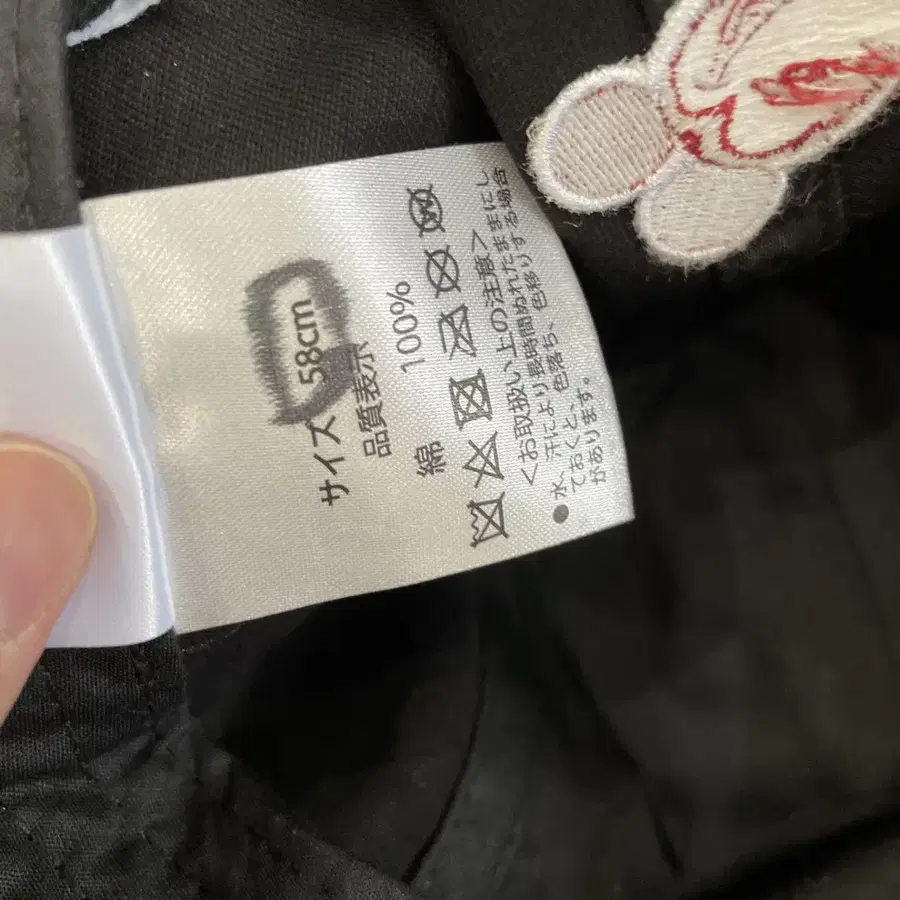 サイズ 58cm
品質表示
綿 100%
<お取扱い上の注意>
●水、汗により長時間ぬれたままにし
ておくと、色落ち、色移りする場合
があります。